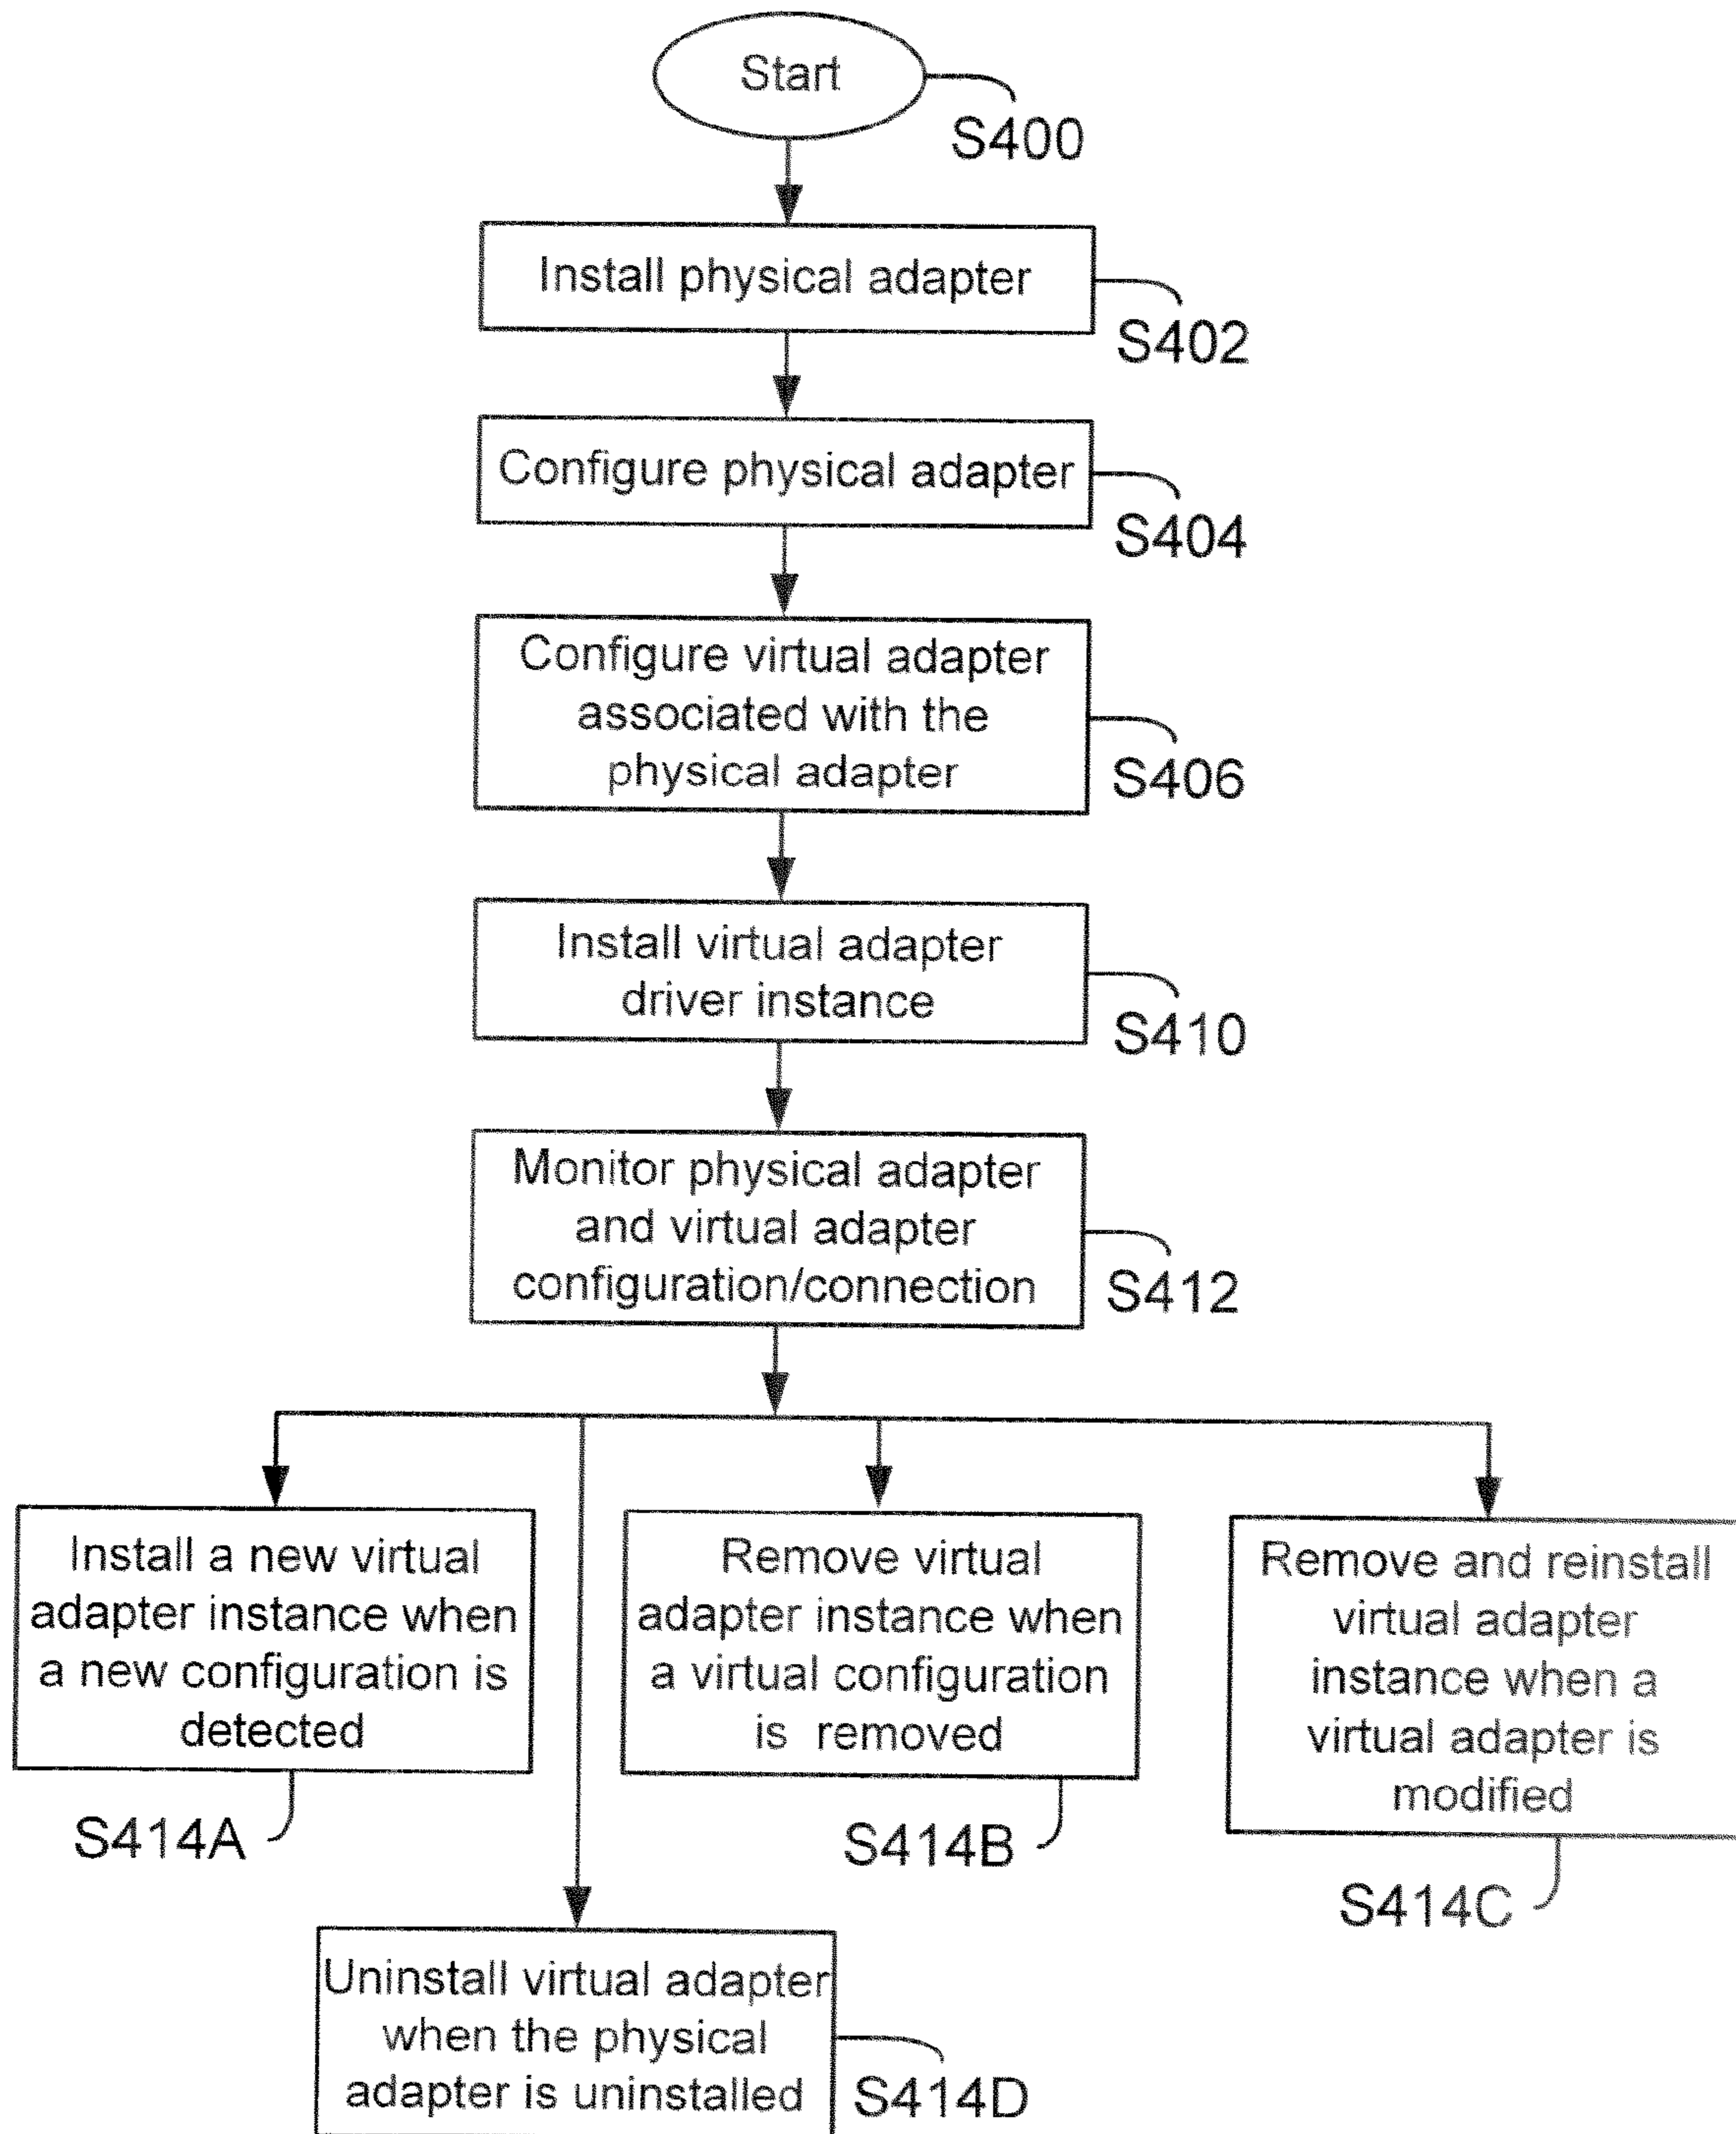 Start
S400
Install physical adapter
S402
Configure physical adapter
S404
Configure virtual adapter
associated with the
physical adapter
S406
Install virtual adapter
driver instance
S410
Monitor physical adapter
and virtual adapter
configuration/connection
S412
Install a new virtual
adapter instance when
a new configuration is
detected
S414A
Remove virtual
adapter instance when
a virtual configuration
is removed
S414B
Remove and reinstall
virtual adapter
instance when a
virtual adapter is
modified
S414C
Uninstall virtual adapter
when the physical
adapter is uninstalled
S414D